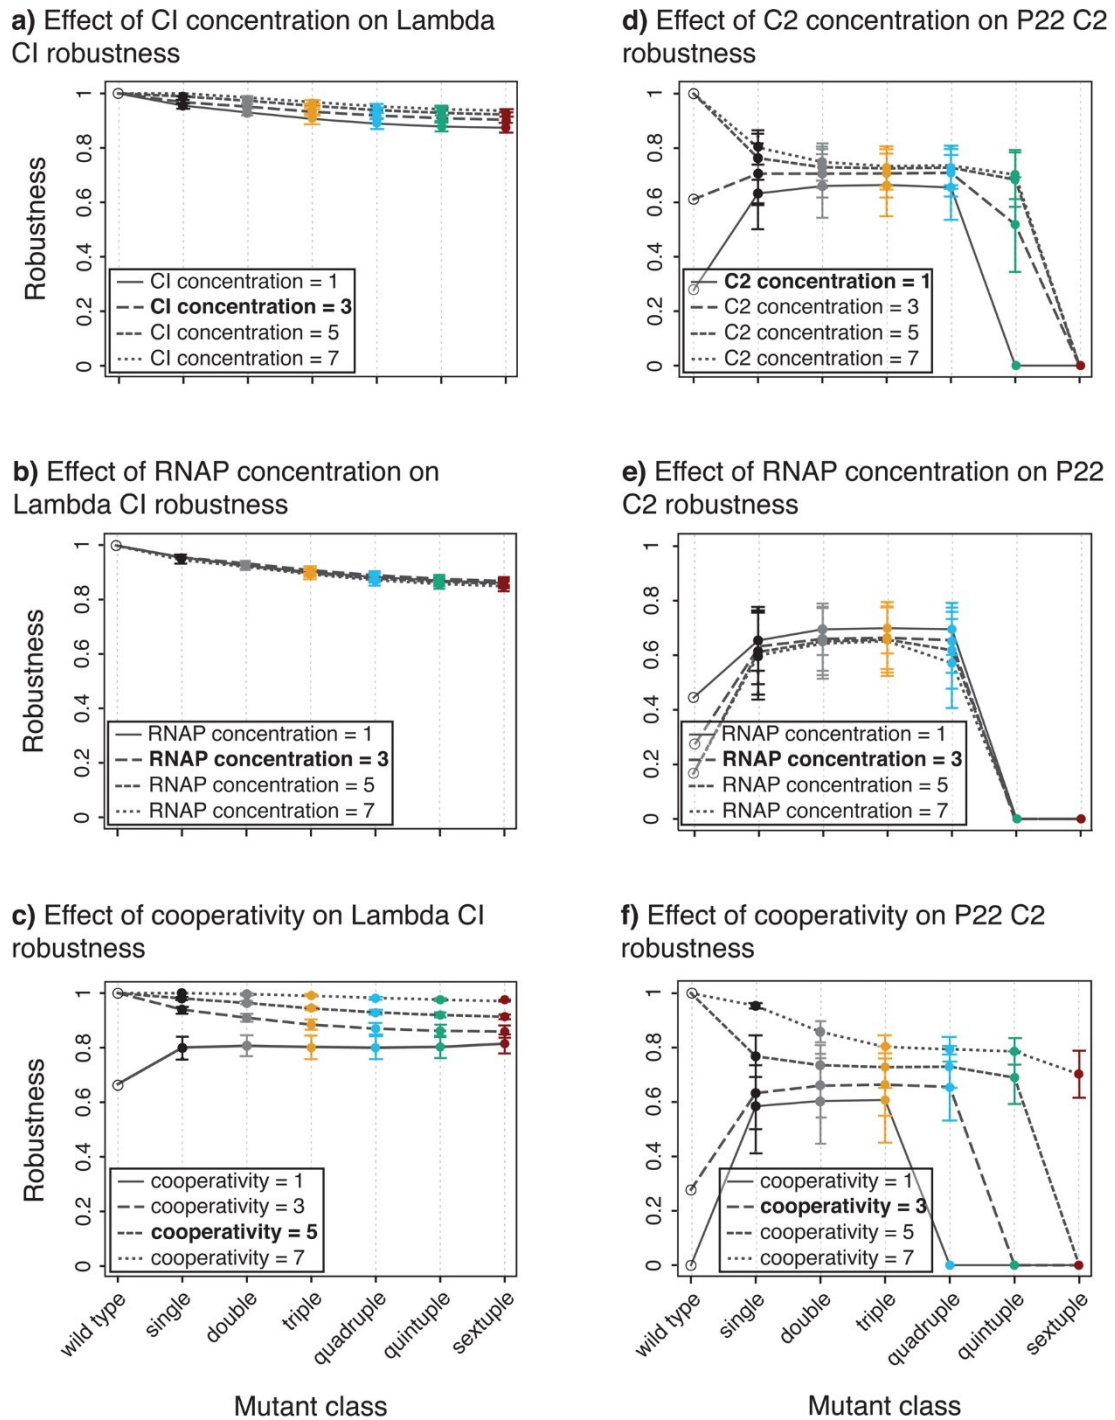 a) Effect of CI concentration on Lambda
CI robustness
Robustness
1
0.8
0.6
0.4
0.2
0
CI concentration = 1
CI concentration = 3
CI concentration = 5
CI concentration = 7
d) Effect of C2 concentration on P22 C2
robustness
1
0.8
0.6
0.4
0.2
0
C2 concentration = 1
C2 concentration = 3
C2 concentration = 5
C2 concentration = 7
b) Effect of RNAP concentration on
Lambda CI robustness
Robustness
1
0.8
0.6
0.4
0.2
0
RNAP concentration = 1
RNAP concentration = 3
RNAP concentration = 5
RNAP concentration = 7
e) Effect of RNAP concentration on P22
C2 robustness
1
0.8
0.6
0.4
0.2
0
RNAP concentration = 1
RNAP concentration = 3
RNAP concentration = 5
RNAP concentration = 7
c) Effect of cooperativity on Lambda CI
robustness
Robustness
1
0.8
0.6
0.4
0.2
0
cooperativity = 1
cooperativity = 3
cooperativity = 5
cooperativity = 7
wild type
single
double
triple
quadruple
quintuple
sextuple
Mutant class
f) Effect of cooperativity on P22 C2
robustness
1
0.8
0.6
0.4
0.2
0
cooperativity = 1
cooperativity = 3
cooperativity = 5
cooperativity = 7
wild type
single
double
triple
quadruple
quintuple
sextuple
Mutant class